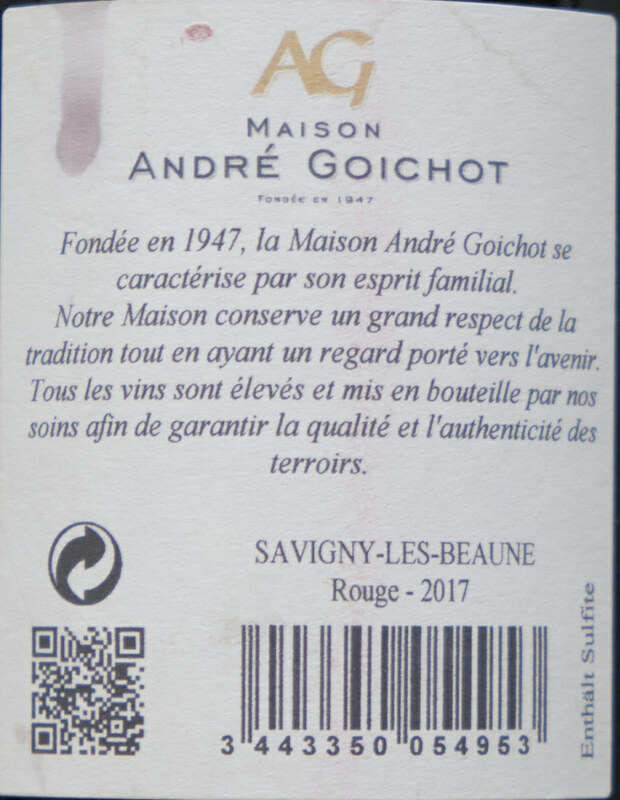 AG
MAISON
ANDRÉ GOICHOT
FONDÉE EN 1947
Fondée en 1947, la Maison André Goichot se
caractérise par son esprit familial.
Notre Maison conserve un grand respect de la
tradition tout en ayant un regard porté vers l'avenir.
Tous les vins sont élevés et mis en bouteille par nos
soins afin de garantir la qualité et l'authenticité des
terroirs.
SAVIGNY-LES-BEAUNE
Rouge - 2017
3 443350 054953
Enthält Sulfite